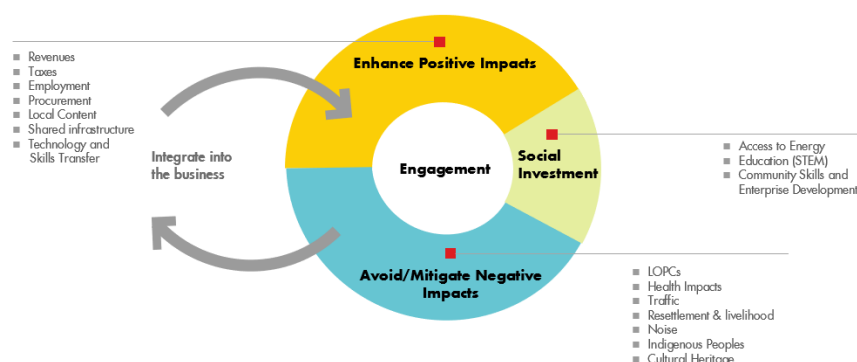 Revenues
Taxes
Employment
Procurement
Local Content
Shared infrastructure
Technology and
Skills Transfer
Integrate into
the business
Enhance Positive Impacts
Engagement
Social
Investment
Avoid/Mitigate Negative
Impacts
Access to Energy
Education (STEM)
Community Skills and
Enterprise Development
LOPCs
Health Impacts
Traffic
Resettlement & livelihood
Noise
Indigenous Peoples
Cultural Heritage